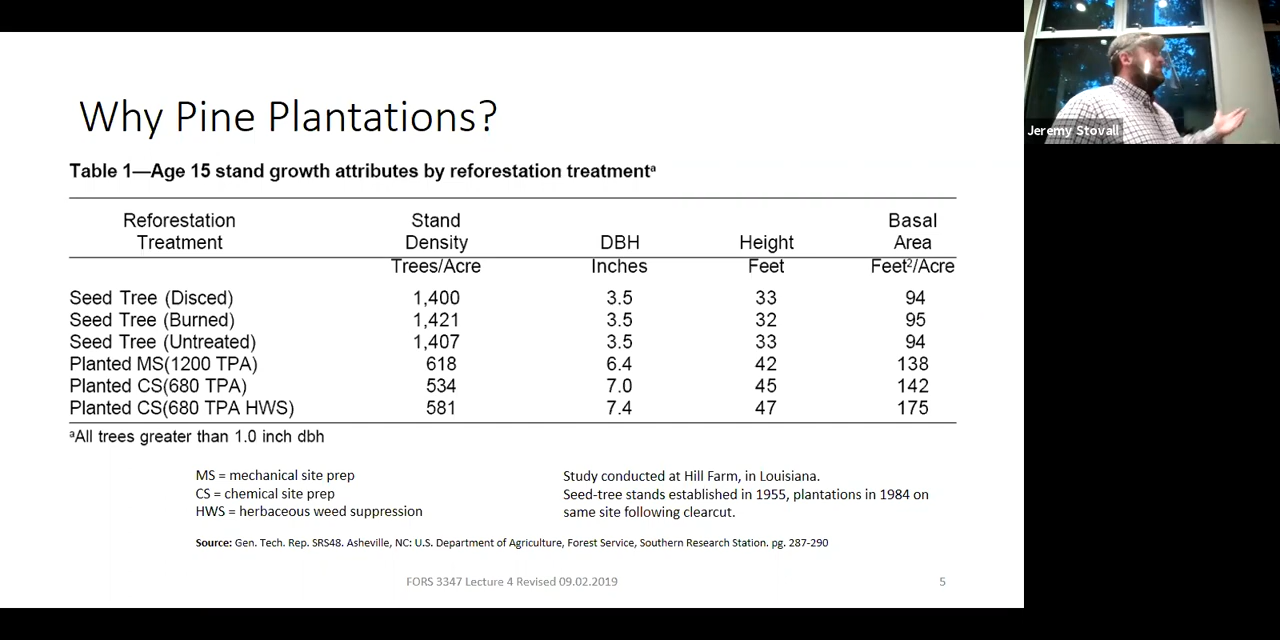 Why Pine Plantations?
Table 1—Age 15 stand growth attributes by reforestation treatmentᵃ
Reforestation Treatment Stand Density DBH Height Basal Area
Trees/Acre Inches Feet Feet²/Acre
Seed Tree (Disced) 1,400 3.5 33 94
Seed Tree (Burned) 1,421 3.5 32 95
Seed Tree (Untreated) 1,407 3.5 33 94
Planted MS(1200 TPA) 618 6.4 42 138
Planted CS(680 TPA) 534 7.0 45 142
Planted CS(680 TPA HWS) 581 7.4 47 175
ᵃAll trees greater than 1.0 inch dbh
MS = mechanical site prep
CS = chemical site prep
HWS = herbaceous weed suppression
Study conducted at Hill Farm, in Louisiana.
Seed-tree stands established in 1955, plantations in 1984 on
same site following clearcut.
Source: Gen. Tech. Rep. SRS48. Asheville, NC: U.S. Department of Agriculture, Forest Service, Southern Research Station. pg. 287-290
FORS 3347 Lecture 4 Revised 09.02.2019 5
Jeremy Stovall